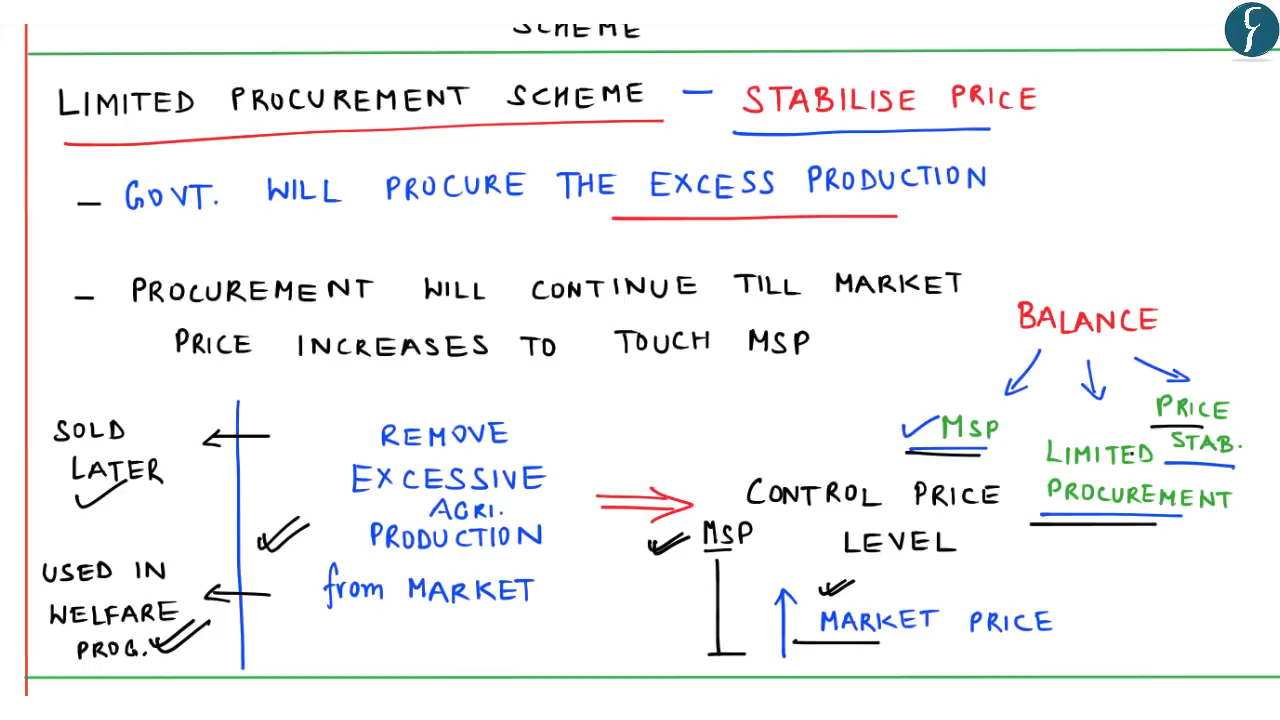 SCHEME
LIMITED PROCUREMENT SCHEME - STABILISE PRICE
- GOVT. WILL PROCURE THE EXCESS PRODUCTION
- PROCUREMENT WILL CONTINUE TILL MARKET
PRICE INCREASES TO TOUCH MSP
SOLD
LATER
USED IN
WELFARE
PROG.
REMOVE
EXCESSIVE
AGRI.
PRODUCTION
from MARKET
CONTROL PRICE
LEVEL
MSP
MARKET PRICE
BALANCE
MSP
LIMITED
PROCUREMENT
PRICE
STAB.